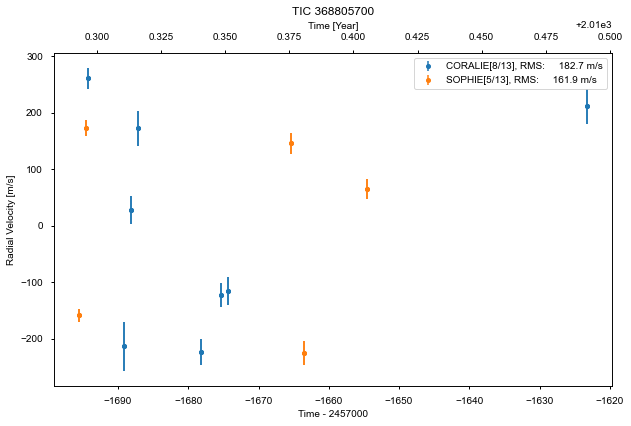 TIC 368805700
Time [Year]
+2.01e3
0.300 0.325 0.350 0.375 0.400 0.425 0.450 0.475 0.500
CORALIE[8/13], RMS: 182.7 m/s
SOPHIE[5/13], RMS: 161.9 m/s
Radial Velocity [m/s]
300
200
100
0
−100
−200
−1690 −1680 −1670 −1660 −1650 −1640 −1630 −1620
Time - 2457000